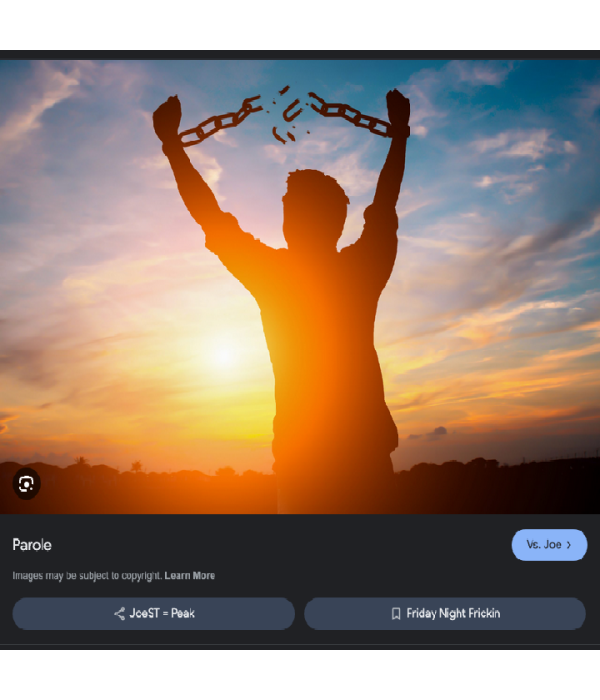 Parole
Vs. Joe >
Images may be subject to copyright. Learn More
JoeST = Peak
Friday Night Frickin